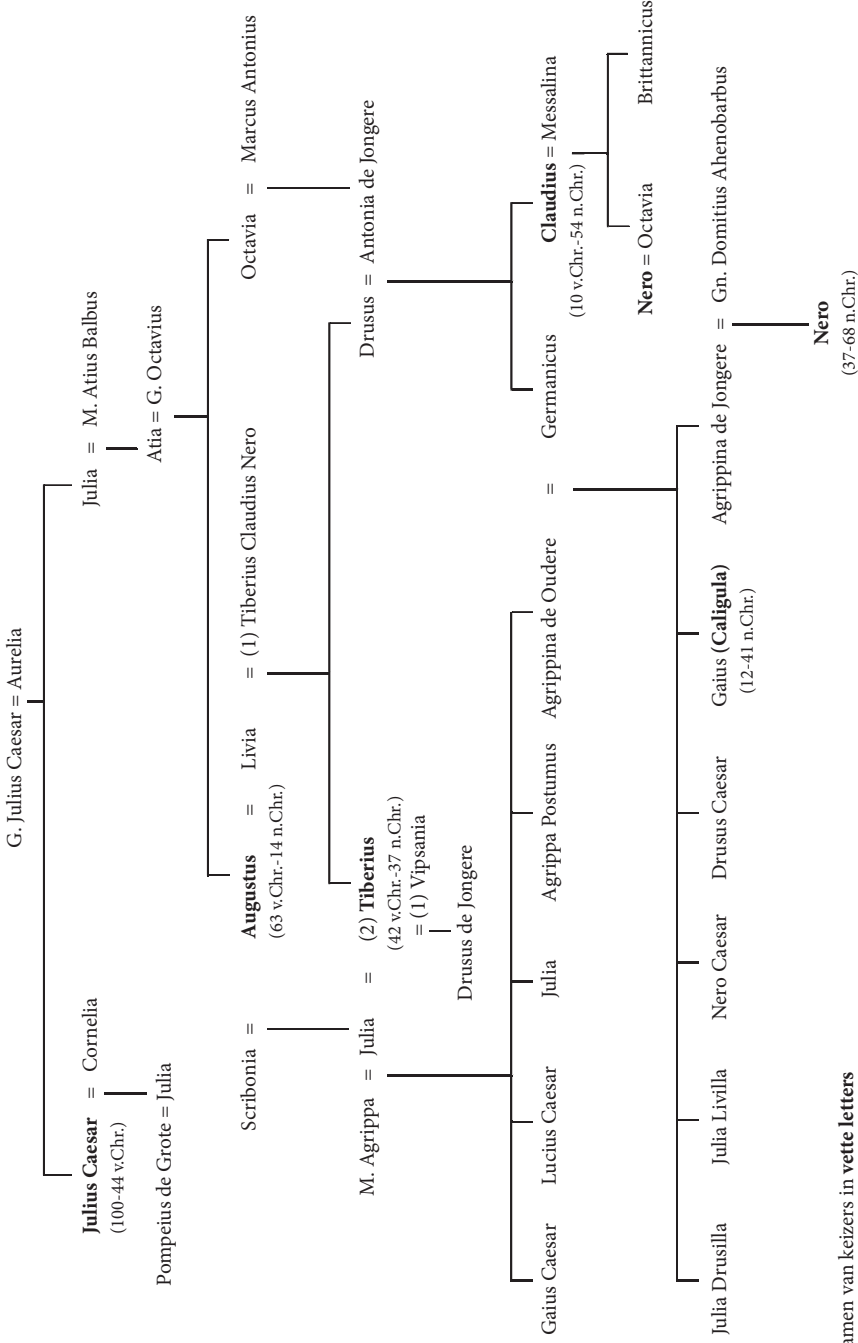 G. Julius Caesar = Aurelia
Julius Caesar = Cornelia
(100-44 v.Chr.)
Julia = M. Atius Balbus
Pompeius de Grote = Julia
Atia = G. Octavius
Scribonia = Augustus = Livia = (1) Tiberius Claudius Nero
(63 v.Chr.-14 n.Chr.)
Octavia = Marcus Antonius
M. Agrippa = Julia = (2) Tiberius
(42 v.Chr.-37 n.Chr.)
= (1) Vipsania
Drusus de Jongere
Drusus = Antonia de Jongere
Gaius Caesar
Lucius Caesar
Julia
Agrippa Postumus
Agrippina de Oudere = Germanicus
Claudius = Messalina
(10 v.Chr.-54 n.Chr.)
Nero = Octavia
Brittannicus
Julia Drusilla
Julia Livilla
Nero Caesar
Drusus Caesar
Gaius (Caligula)
(12-41 n.Chr.)
Agrippina de Jongere = Gn. Domitius Ahenobarbus
Nero
(37-68 n.Chr.)
amen van keizers in vette letters